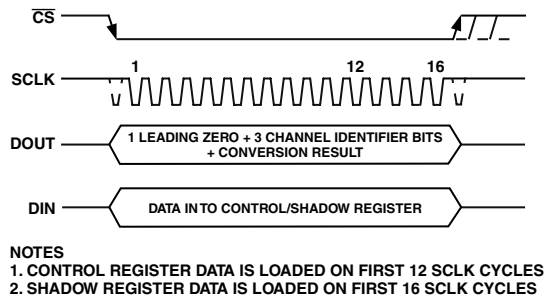 CS
SCLK
1 12 16
DOUT
1 LEADING ZERO + 3 CHANNEL IDENTIFIER BITS
+ CONVERSION RESULT
DIN
DATA INTO CONTROL/SHADOW REGISTER
NOTES
1. CONTROL REGISTER DATA IS LOADED ON FIRST 12 SCLK CYCLES
2. SHADOW REGISTER DATA IS LOADED ON FIRST 16 SCLK CYCLES